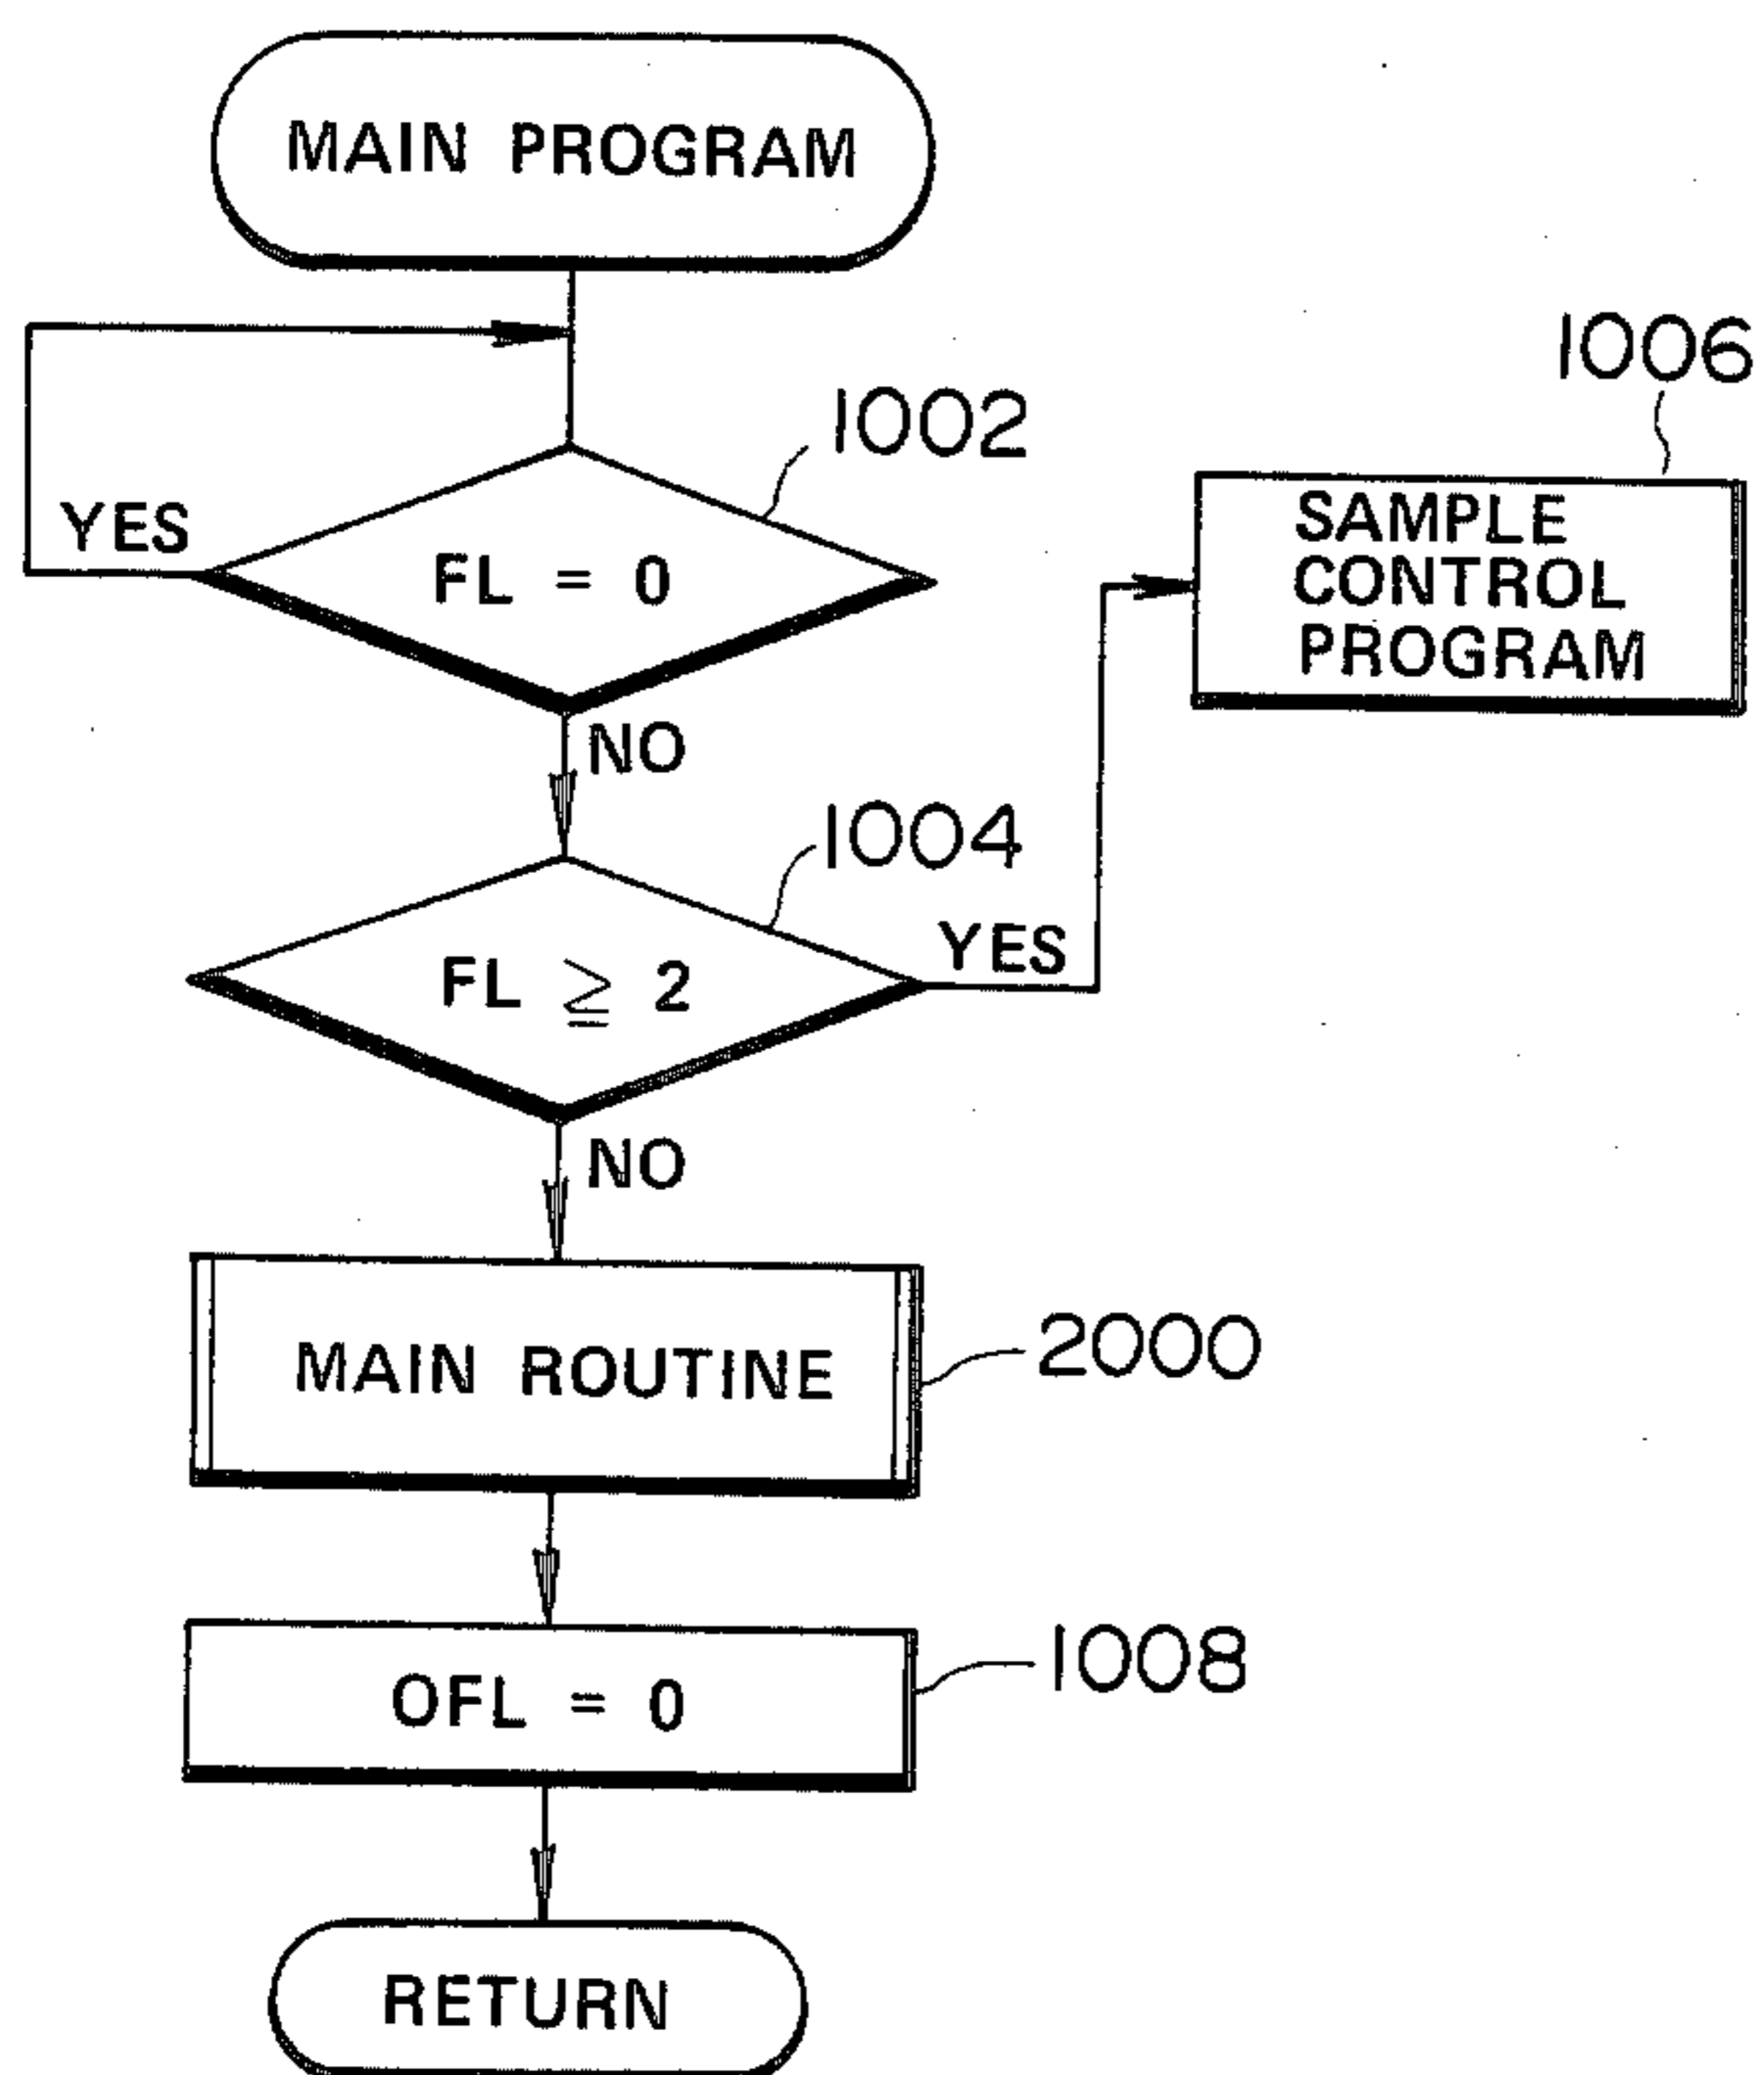 MAIN PROGRAM
1006
1002
SAMPLE
CONTROL
PROGRAM
YES
FL = 0
NO
1004
YES
FL ≧ 2
NO
2000
MAIN ROUTINE
1008
OFL = 0
RETURN